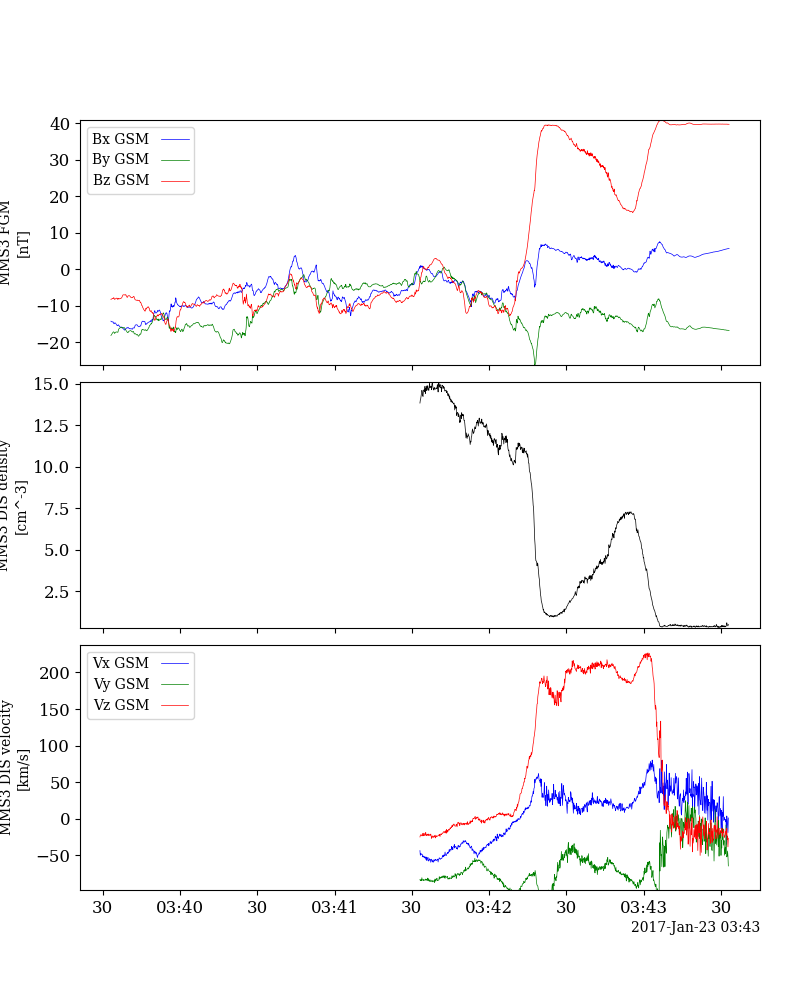 MMS3 FGM
[nT]
40
30
20
10
0
−10
−20
Bx GSM
By GSM
Bz GSM
MMS3 DIS density
[cm^-3]
15.0
12.5
10.0
7.5
5.0
2.5
MMS3 DIS velocity
[km/s]
200
150
100
50
0
−50
Vx GSM
Vy GSM
Vz GSM
30 03:40 30 03:41 30 03:42 30 03:43 30
2017-Jan-23 03:43